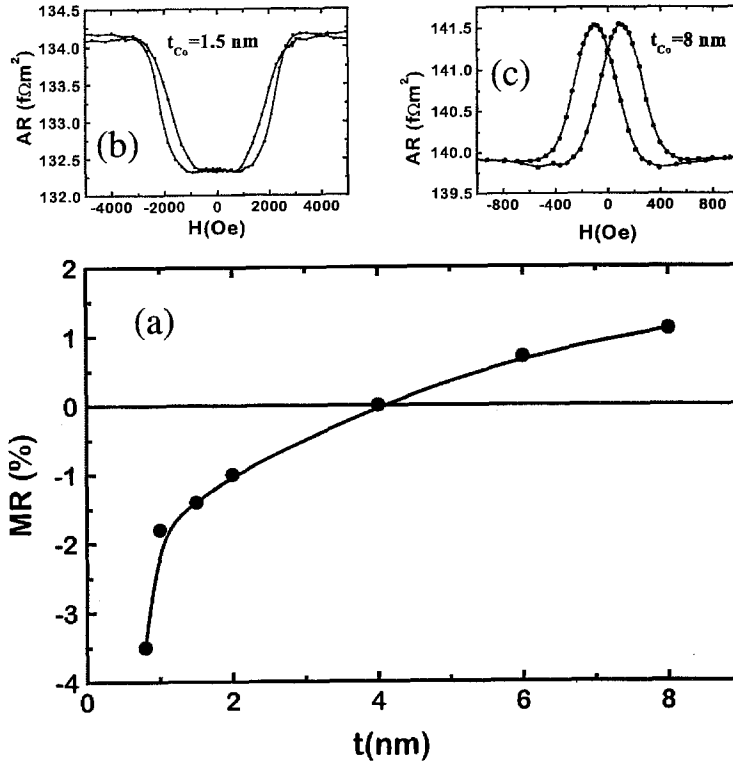 134.5
134.0
133.5
133.0
132.5
132.0
AR (fΩm²)
t_Co=1.5 nm
(b)
-4000 -2000 0 2000 4000
H(Oe)
141.5
141.0
140.5
140.0
139.5
AR (fΩm²)
t_Co=8 nm
(c)
-800 -400 0 400 800
H(Oe)
2
1
0
-1
-2
-3
-4
MR (%)
(a)
0 2 4 6 8
t(nm)